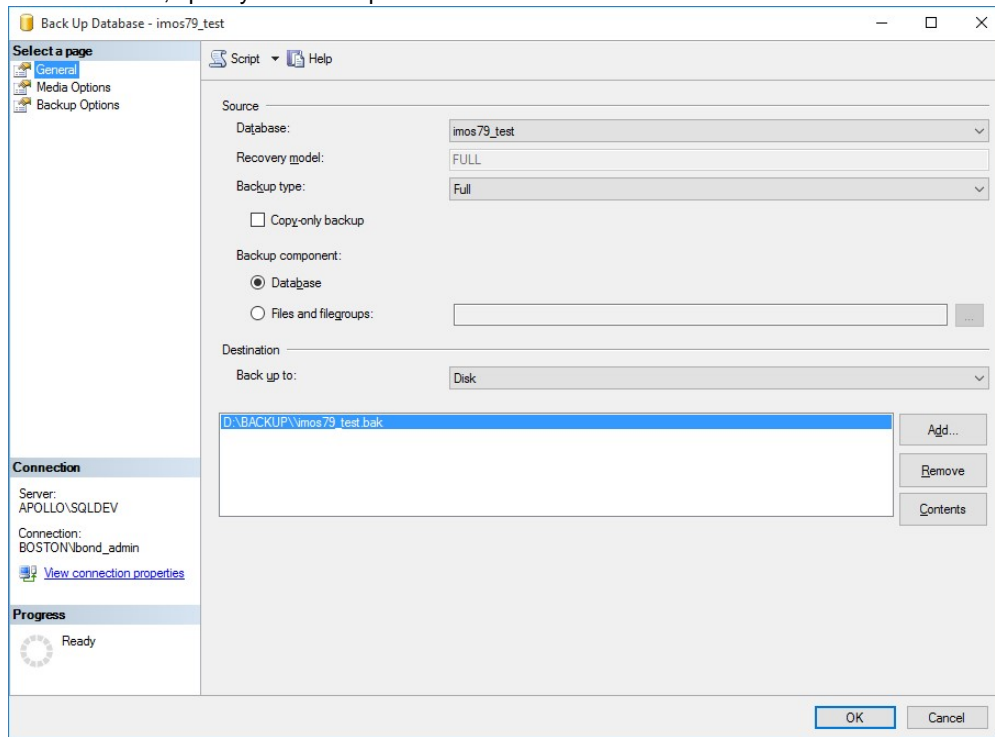 Back Up Database - imos79_test
Select a page
General
Media Options
Backup Options
Script
Help
Source
Database:
imos79_test
Recovery model:
FULL
Backup type:
Full
Copy-only backup
Backup component:
Database
Files and filegroups:
...
Destination
Back up to:
Disk
D:\BACKUP\\imos79_test.bak
Add...
Remove
Contents
Connection
Server:
APOLLO\SQLDEV
Connection:
BOSTON\lbond_admin
View connection properties
Progress
Ready
OK
Cancel